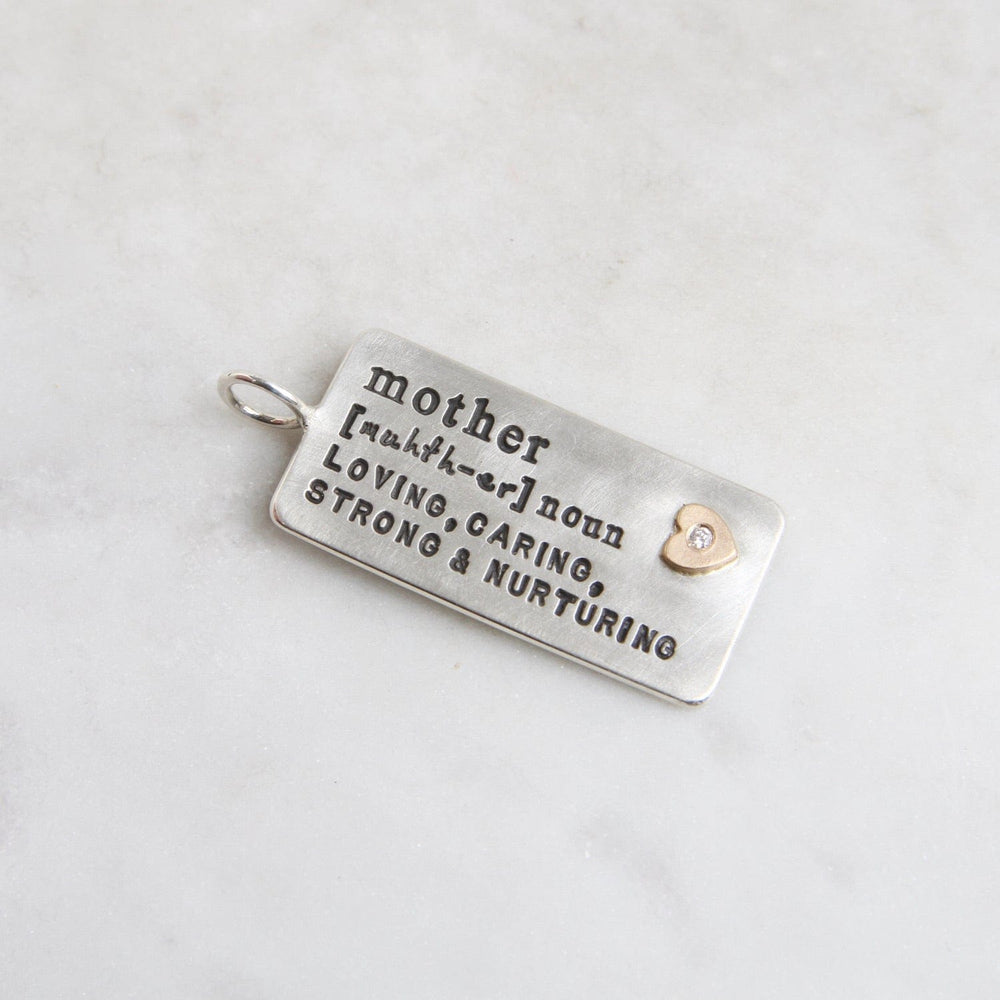 mother
[muhth-er] noun
LOVING, CARING,
STRONG & NURTURING